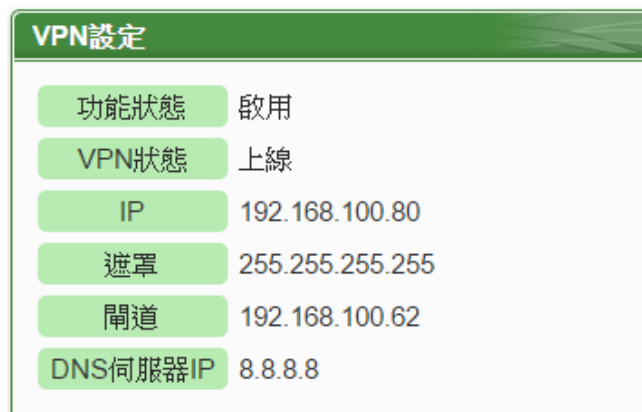 VPN設定
功能狀態 啟用
VPN狀態 上線
IP 192.168.100.80
遮罩 255.255.255.255
閘道 192.168.100.62
DNS伺服器IP 8.8.8.8